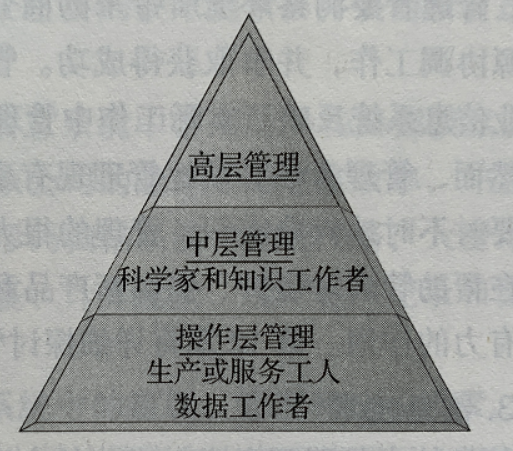 高层管理
中层管理
科学家和知识工作者
操作层管理
生产或服务工人
数据工作者